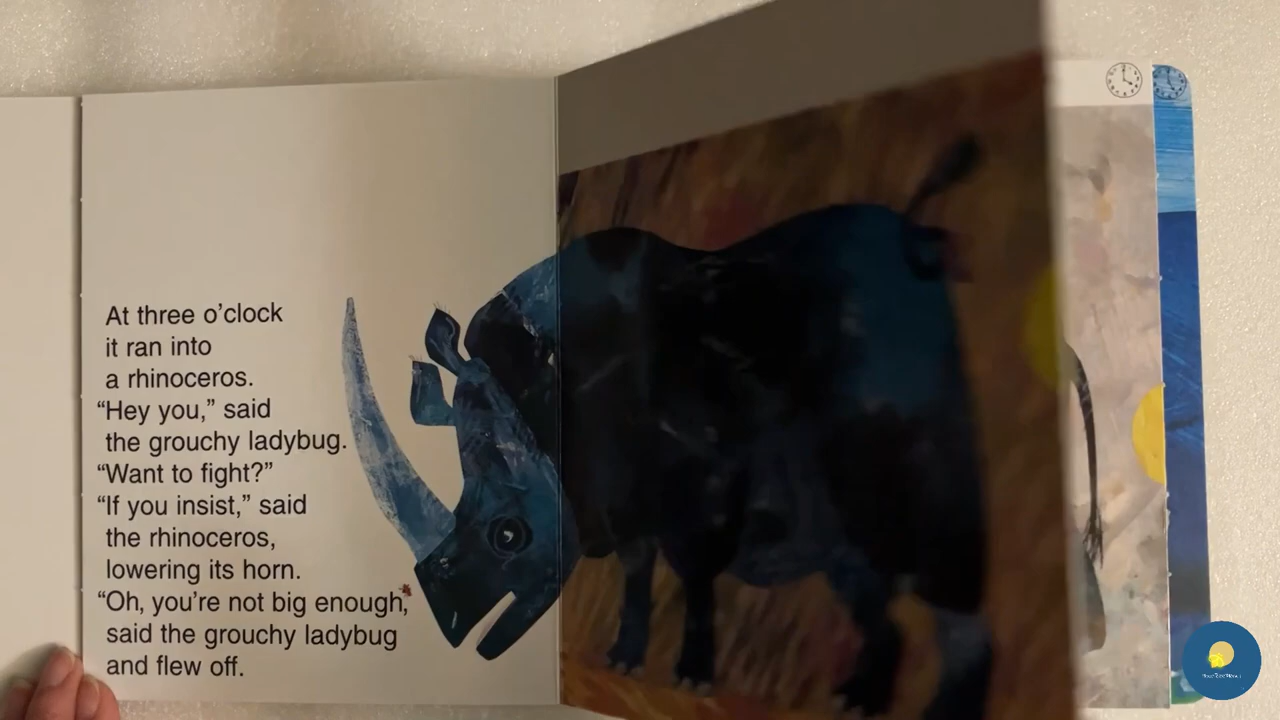 At three o’clock
it ran into
a rhinoceros.
“Hey you,” said
the grouchy ladybug.
“Want to fight?”
“If you insist,” said
the rhinoceros,
lowering its horn.
“Oh, you’re not big enough,
said the grouchy ladybug
and flew off.